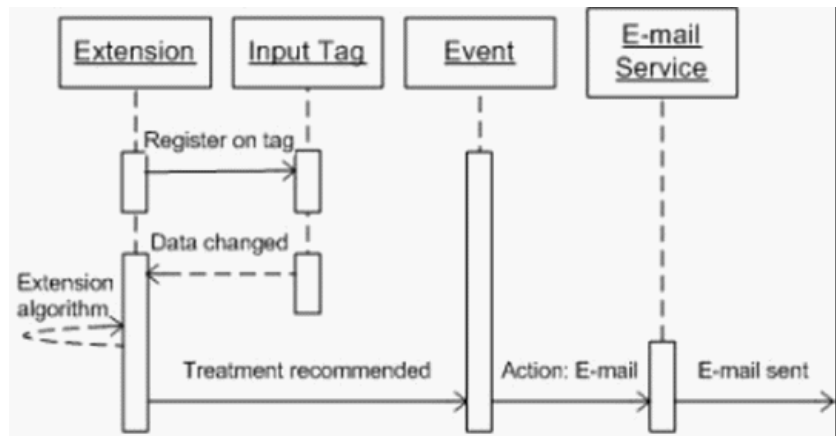 Extension
Input Tag
Event
E-mail
Service
Register on tag
Data changed
Extension
algorithm
Treatment recommended
Action: E-mail
E-mail sent